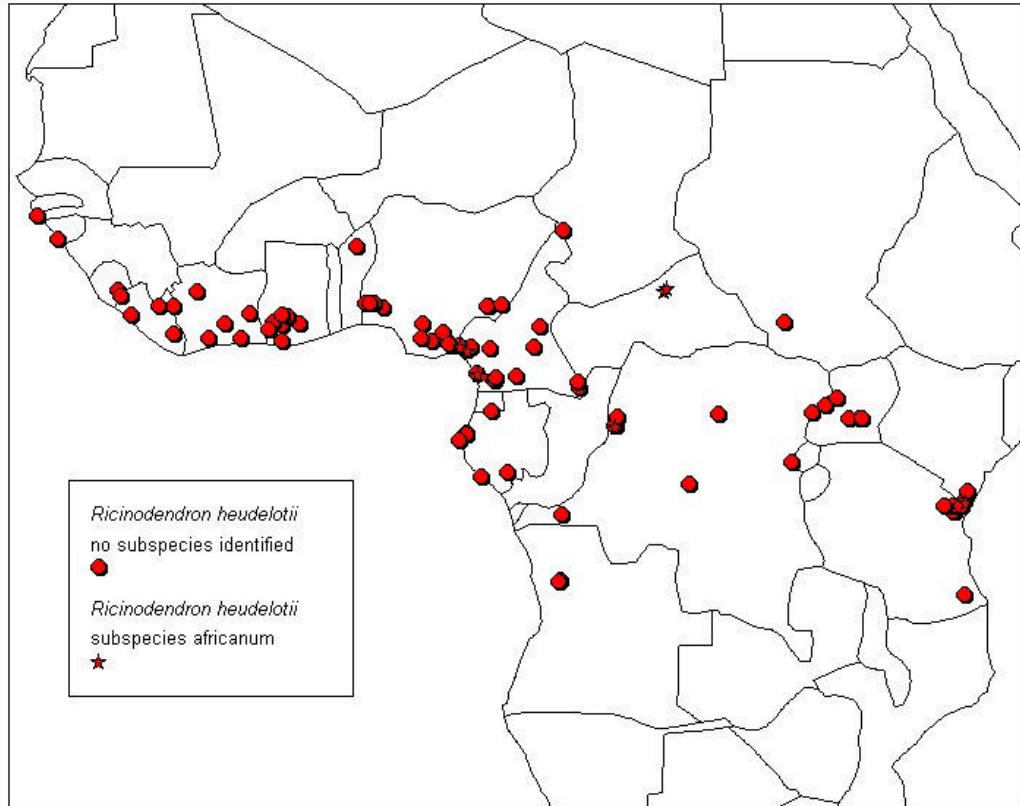 Ricinodendron heudelotii
no subspecies identified
Ricinodendron heudelotii
subspecies africanum